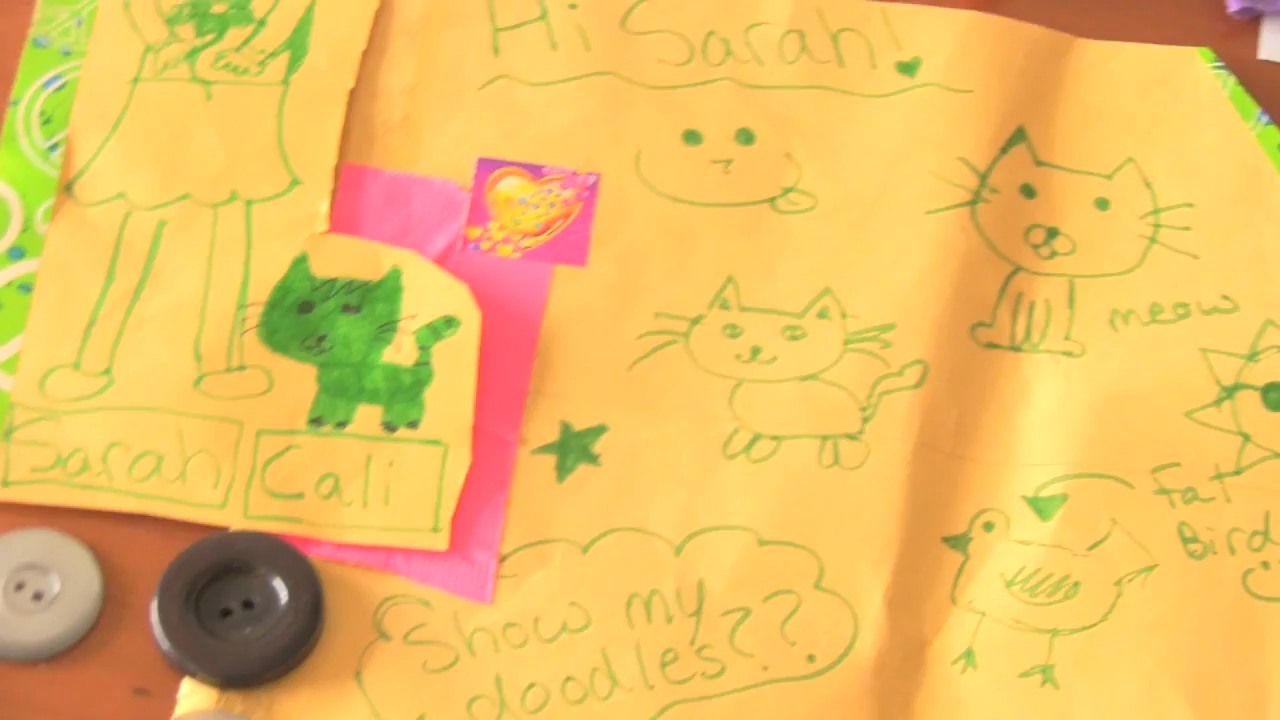 Hi Sarah!
meow
Sarah
Cali
Fat
Bird
Show my
doodles??